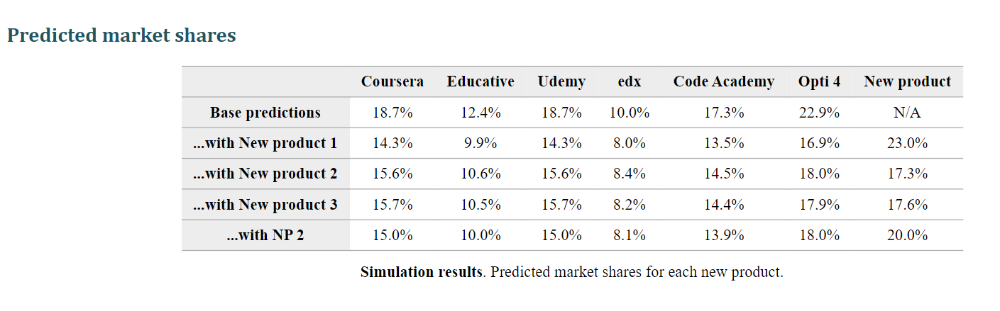 Predicted market shares
Coursera Educative Udemy edx Code Academy Opti 4 New product
Base predictions 18.7% 12.4% 18.7% 10.0% 17.3% 22.9% N/A
...with New product 1 14.3% 9.9% 14.3% 8.0% 13.5% 16.9% 23.0%
...with New product 2 15.6% 10.6% 15.6% 8.4% 14.5% 18.0% 17.3%
...with New product 3 15.7% 10.5% 15.7% 8.2% 14.4% 17.9% 17.6%
...with NP 2 15.0% 10.0% 15.0% 8.1% 13.9% 18.0% 20.0%
Simulation results. Predicted market shares for each new product.